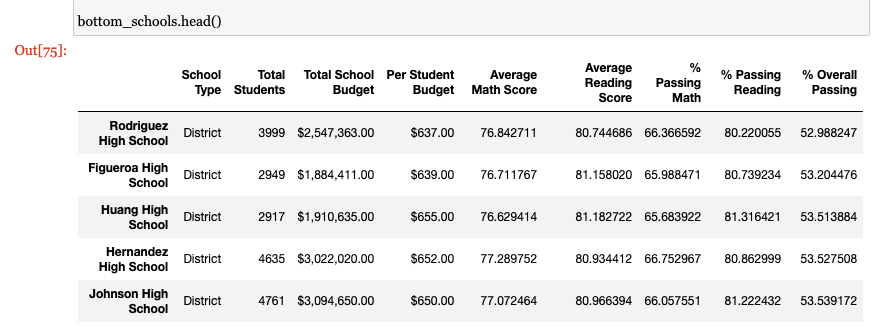 bottom_schools.head()
Out[75]:
School Type Total Students Total School Budget Per Student Budget Average Math Score Average Reading Score % Passing Math % Passing Reading % Overall Passing
Rodriguez High School District 3999 $2,547,363.00 $637.00 76.842711 80.744686 66.366592 80.220055 52.988247
Figueroa High School District 2949 $1,884,411.00 $639.00 76.711767 81.158020 65.988471 80.739234 53.204476
Huang High School District 2917 $1,910,635.00 $655.00 76.629414 81.182722 65.683922 81.316421 53.513884
Hernandez High School District 4635 $3,022,020.00 $652.00 77.289752 80.934412 66.752967 80.862999 53.527508
Johnson High School District 4761 $3,094,650.00 $650.00 77.072464 80.966394 66.057551 81.222432 53.539172